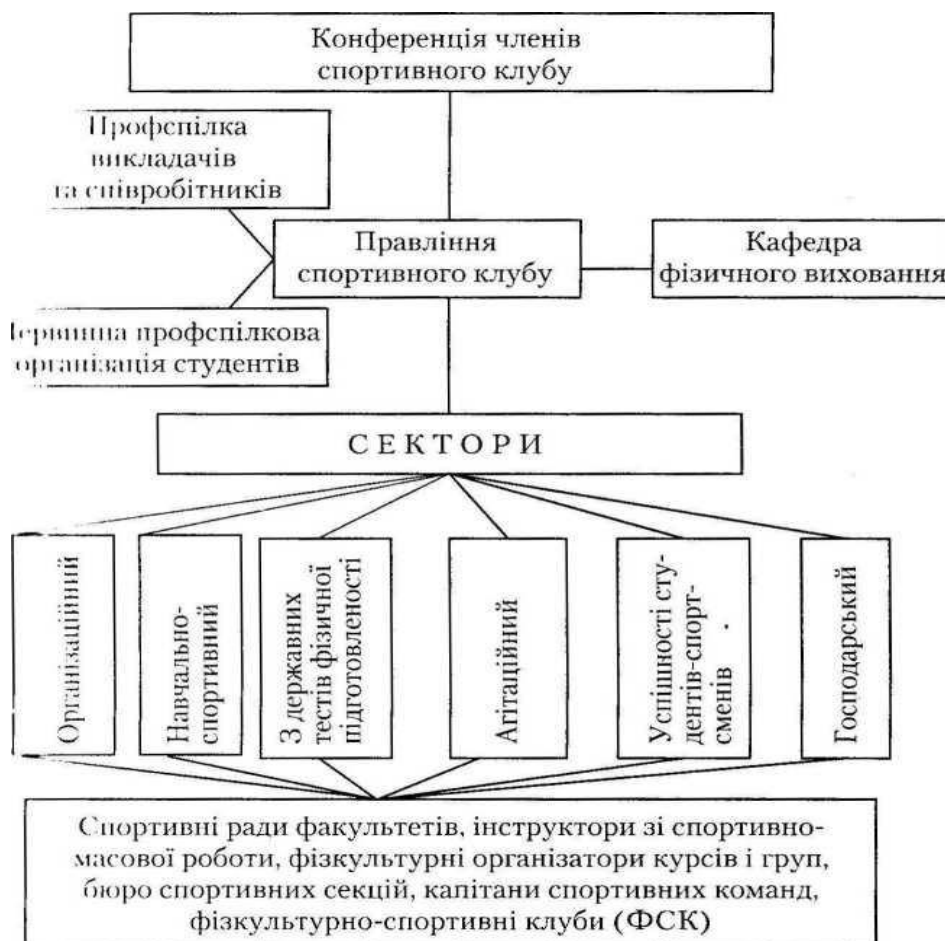 Конференція членів
спортивного клубу
Профспілка
викладачів
та співробітників
Правління
спортивного клубу
Кафедра
фізичного виховання
Первинна профспілкова
організація студентів
СЕКТОРИ
Організаційний
Навчально-
спортивний
З державних
тестів фізичної
підготовленості
Агітаційний
Успішності сту-
дентів-спорт-
сменів
Господарський
Спортивні ради факультетів, інструктори зі спортивно-
масової роботи, фізкультурні організатори курсів і груп,
бюро спортивних секцій, капітани спортивних команд,
фізкультурно-спортивні клуби (ФСК)